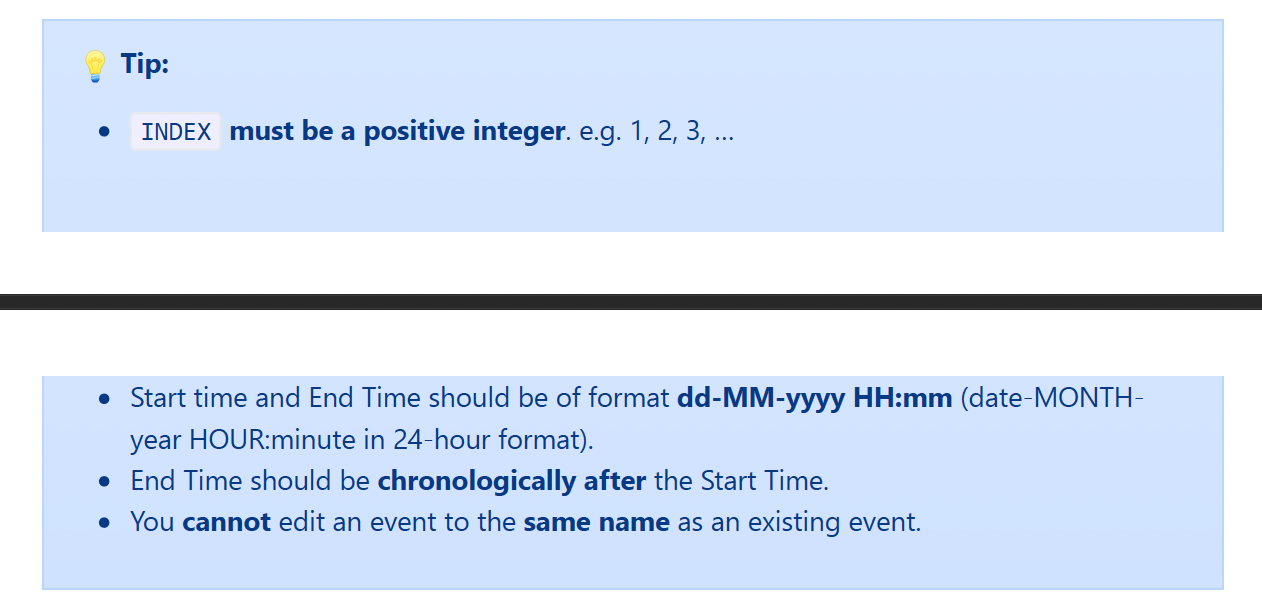 💡 Tip:
• INDEX must be a positive integer. e.g. 1, 2, 3, …
• Start time and End Time should be of format dd-MM-yyyy HH:mm (date-MONTH-
year HOUR:minute in 24-hour format).
• End Time should be chronologically after the Start Time.
• You cannot edit an event to the same name as an existing event.